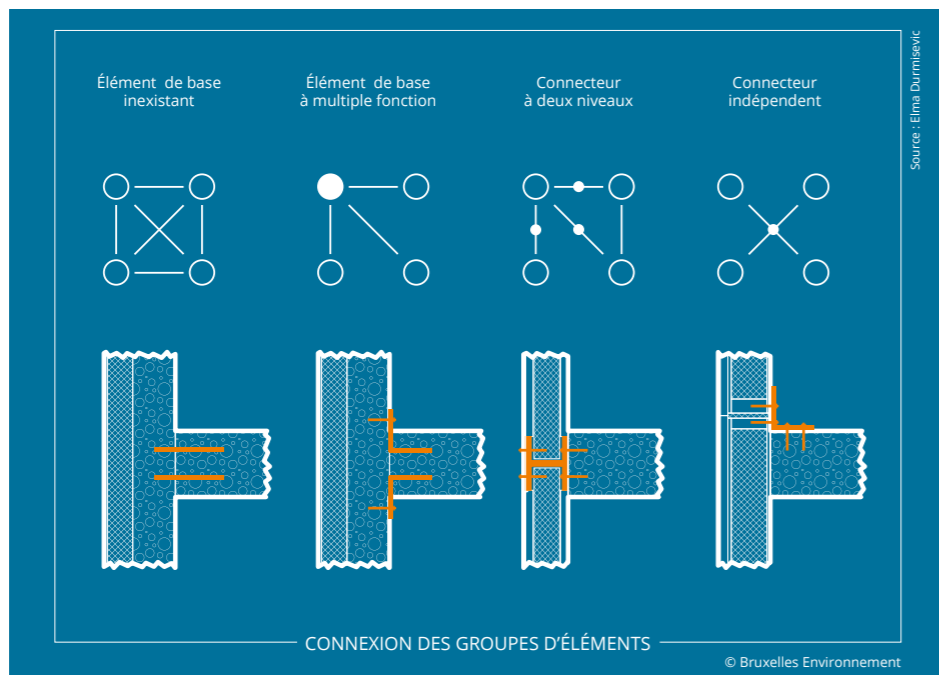 Élément de base
inexistant
Élément de base
à multiple fonction
Connecteur
à deux niveaux
Connecteur
indépendent
Source : Elma Durmisevic
CONNEXION DES GROUPES D’ÉLÉMENTS
© Bruxelles Environnement